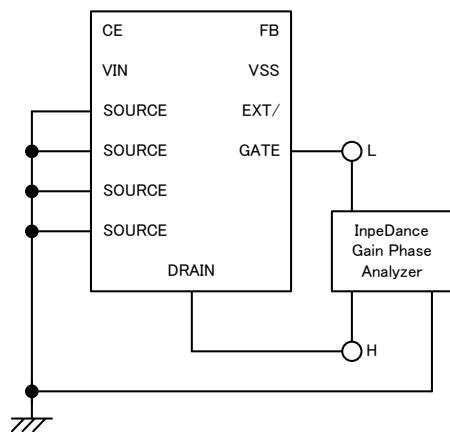 CE FB
VIN VSS
SOURCE EXT/
SOURCE GATE L
SOURCE
SOURCE
InpeDance
Gain Phase
Analyzer
DRAIN
H